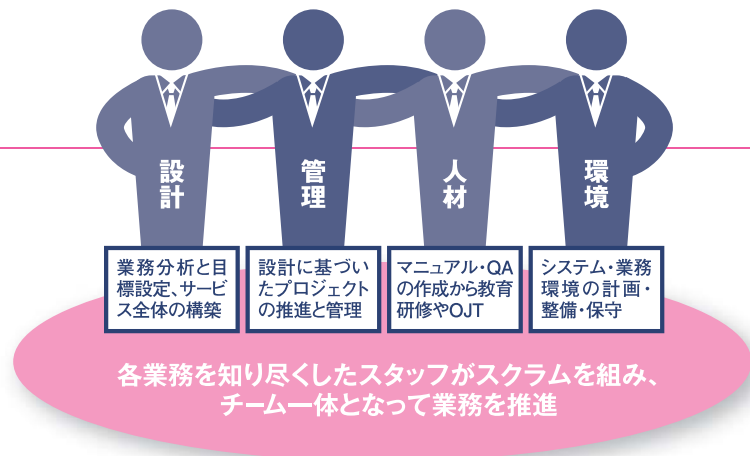 設計
管理
人材
環境
業務分析と目
標設定、サービ
ス全体の構築
設計に基づい
たプロジェクト
の推進と管理
マニュアル・QA
の作成から教育
研修やOJT
システム・業務
環境の計画・
整備・保守
各業務を知り尽くしたスタッフがスクラムを組み、
チーム一体となって業務を推進